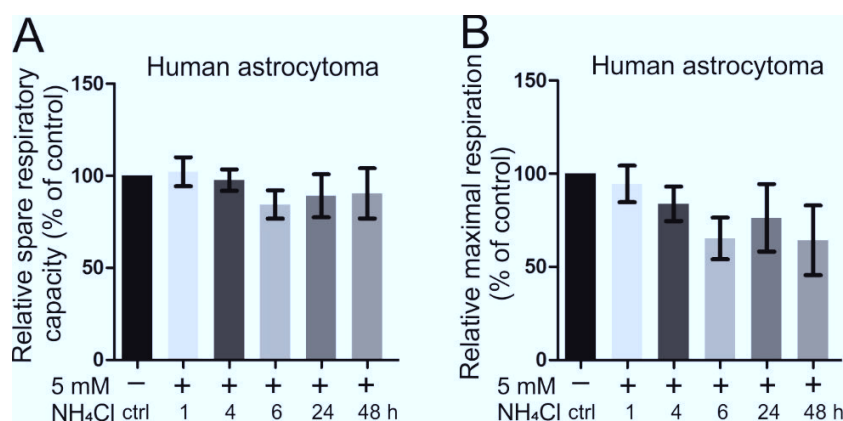 A
Human astrocytoma
Relative spare respiratory
capacity (% of control)
150
100
50
0
5 mM − + + + + +
NH₄Cl ctrl 1 4 6 24 48 h
B
Human astrocytoma
Relative maximal respiration
(% of control)
150
100
50
0
5 mM − + + + + +
NH₄Cl ctrl 1 4 6 24 48 h